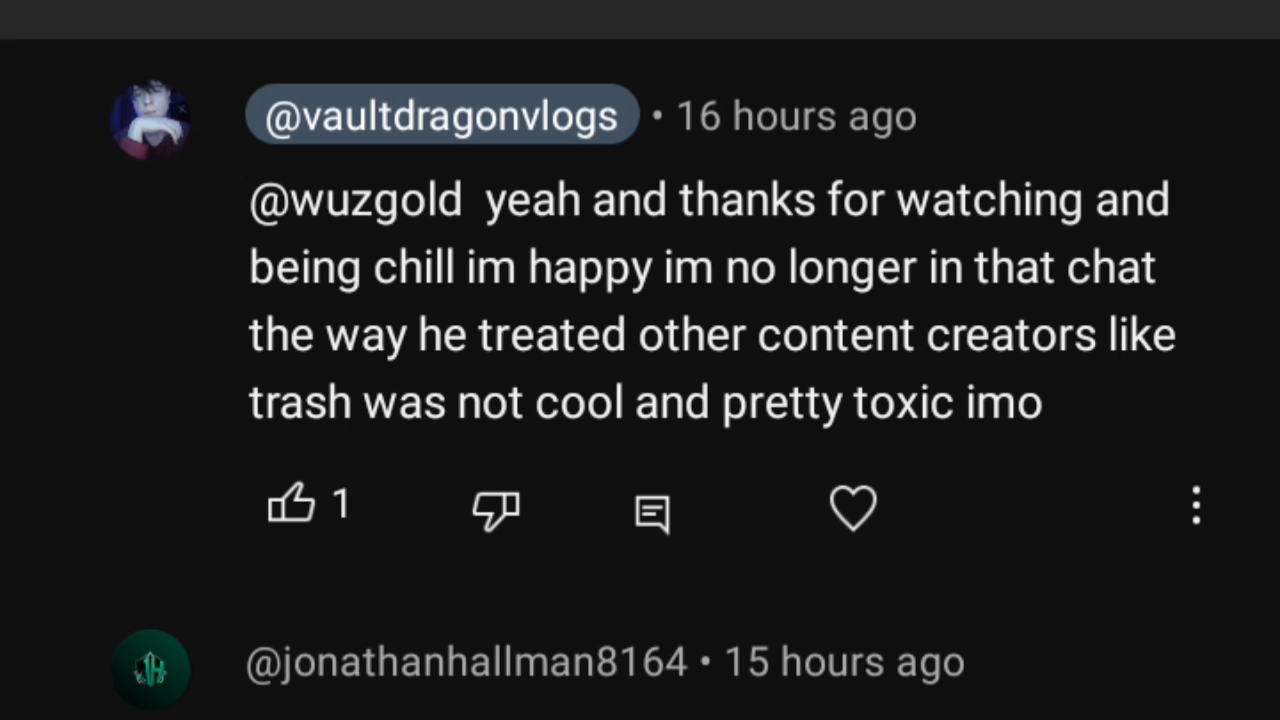 @vaultdragonvlogs • 16 hours ago
@wuzgold yeah and thanks for watching and
being chill im happy im no longer in that chat
the way he treated other content creators like
trash was not cool and pretty toxic imo
1
@jonathanhallman8164 • 15 hours ago